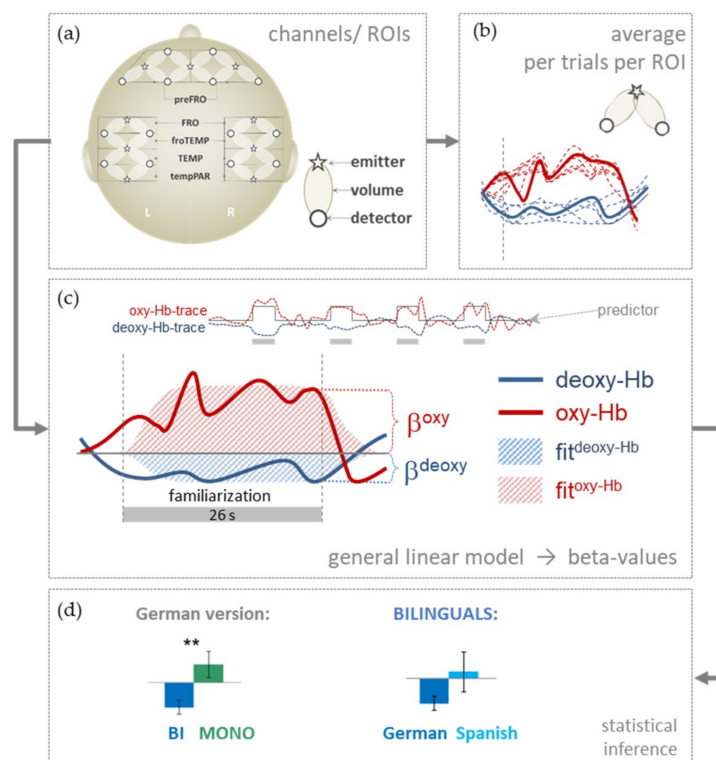 (a)
channels/ ROIs
preFRO
FRO
froTEMP
TEMP
tempPAR
L R
emitter
volume
detector
(b)
average
per trials per ROI
(c)
oxy-Hb-trace
deoxy-Hb-trace
predictor
βoxy
βdeoxy
familiarization
26 s
deoxy-Hb
oxy-Hb
fitdeoxy-Hb
fitoxy-Hb
general linear model → beta-values
(d)
German version:
**
BI MONO
BILINGUALS:
German Spanish
statistical
inference